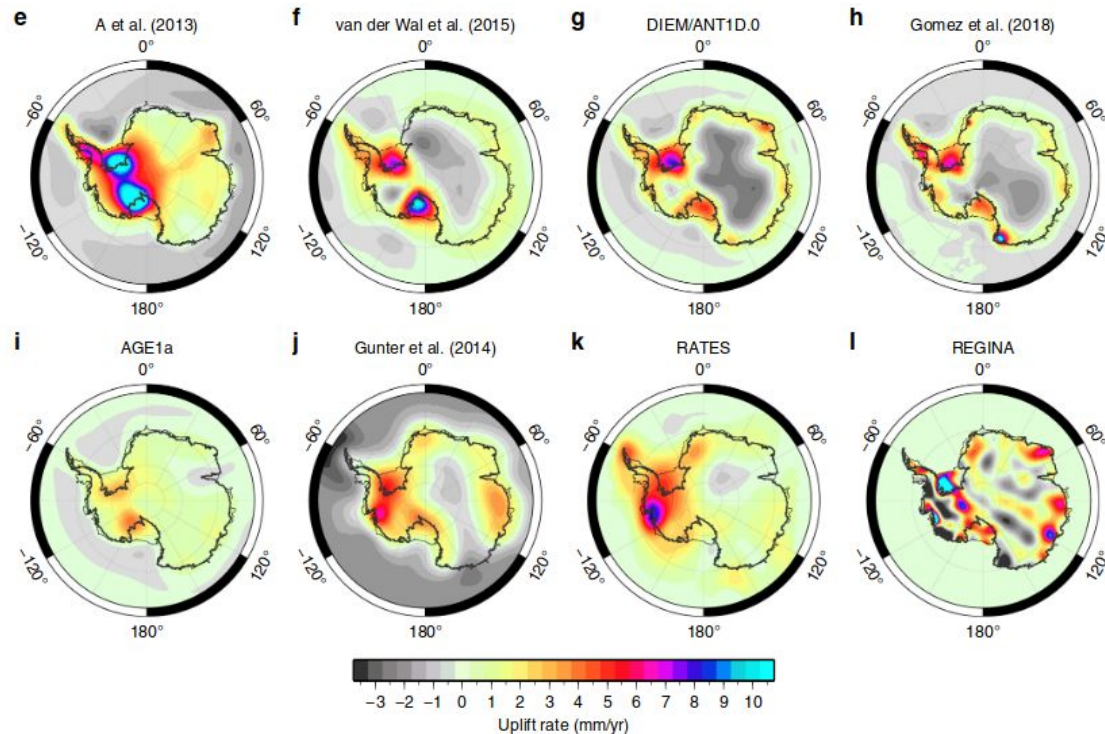 e f g h
A et al. (2013) van der Wal et al. (2015) DIEM/ANT1D.0 Gomez et al. (2018)
0° 0° 0° 0°
−60° 60° −60° 60° −60° 60° −60° 60°
−120° 120° −120° 120° −120° 120° −120° 120°
180° 180° 180° 180°
i j k l
AGE1a Gunter et al. (2014) RATES REGINA
0° 0° 0° 0°
−60° 60° −60° 60° −60° 60° −60° 60°
−120° 120° −120° 120° −120° 120° −120° 120°
180° 180° 180° 180°
−3 −2 −1 0 1 2 3 4 5 6 7 8 9 10
Uplift rate (mm/yr)